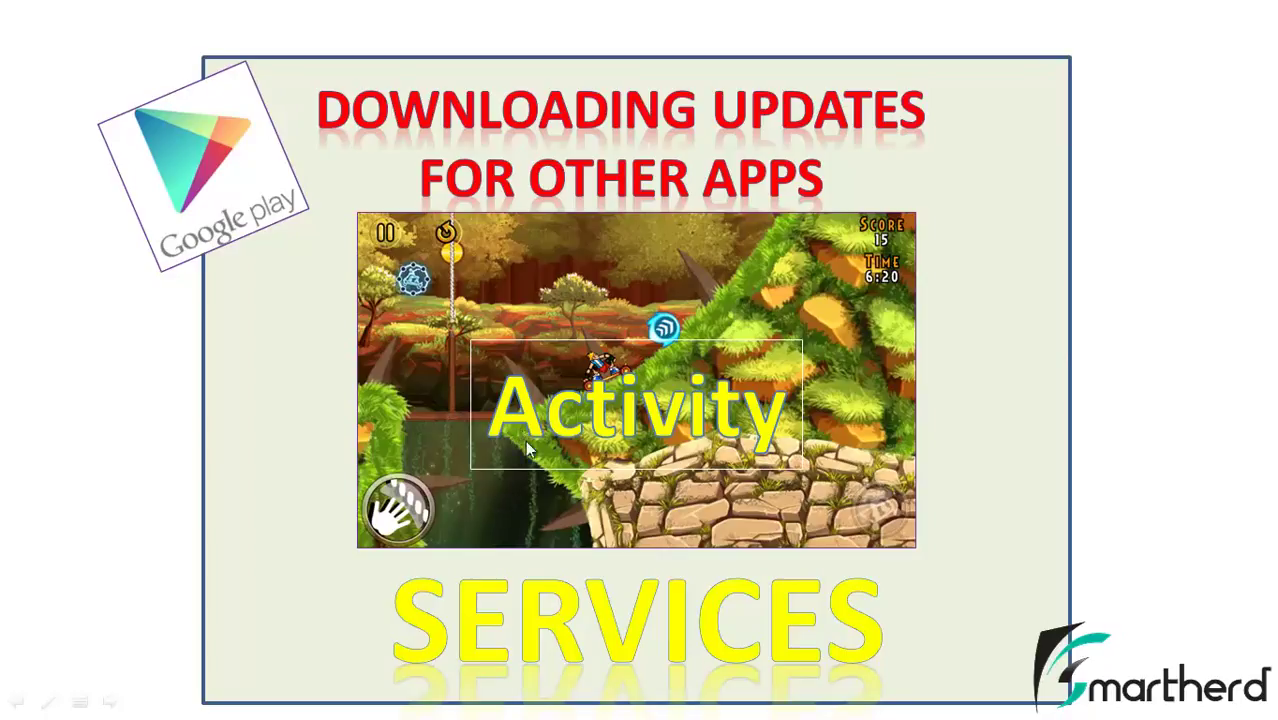 DOWNLOADING UPDATES
FOR OTHER APPS
Google play
SCORE
15
TIME
6:20
Activity
SERVICES
Smartherd